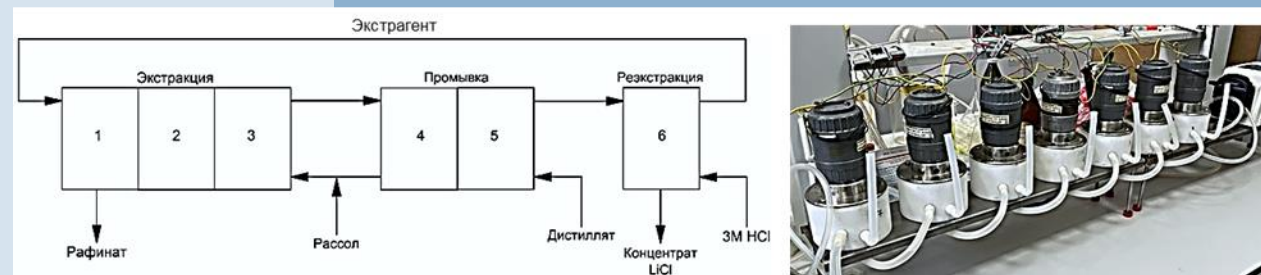 Экстрагент
Экстракция
Промывка
Реэкстракция
1
2
3
4
5
6
Рафинат
Рассол
Дистиллят
Концентрат
LiCl
3M HCl